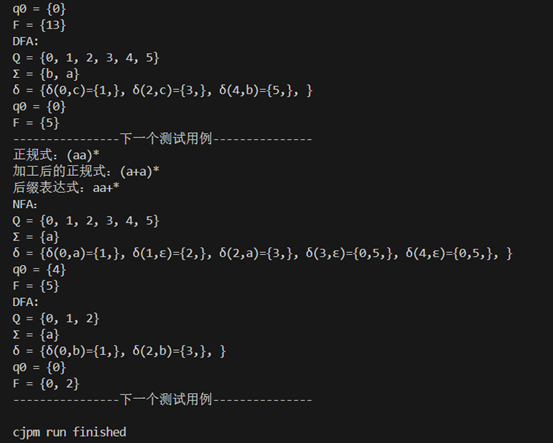 q0 = {0}
F = {13}
DFA:
Q = {0, 1, 2, 3, 4, 5}
Σ = {b, a}
δ = {δ(0,c)={1,}, δ(2,c)={3,}, δ(4,b)={5,}, }
q0 = {0}
F = {5}
----------------下一个测试用例---------------
正规式：(aa)*
加工后的正规式：(a+a)*
后缀表达式：aa+*
NFA:
Q = {0, 1, 2, 3, 4, 5}
Σ = {a}
δ = {δ(0,a)={1,}, δ(1,ε)={2,}, δ(2,a)={3,}, δ(3,ε)={0,5,}, δ(4,ε)={0,5,}, }
q0 = {4}
F = {5}
DFA:
Q = {0, 1, 2}
Σ = {a}
δ = {δ(0,b)={1,}, δ(2,b)={3,}, }
q0 = {0}
F = {0, 2}
----------------下一个测试用例---------------
cjpm run finished